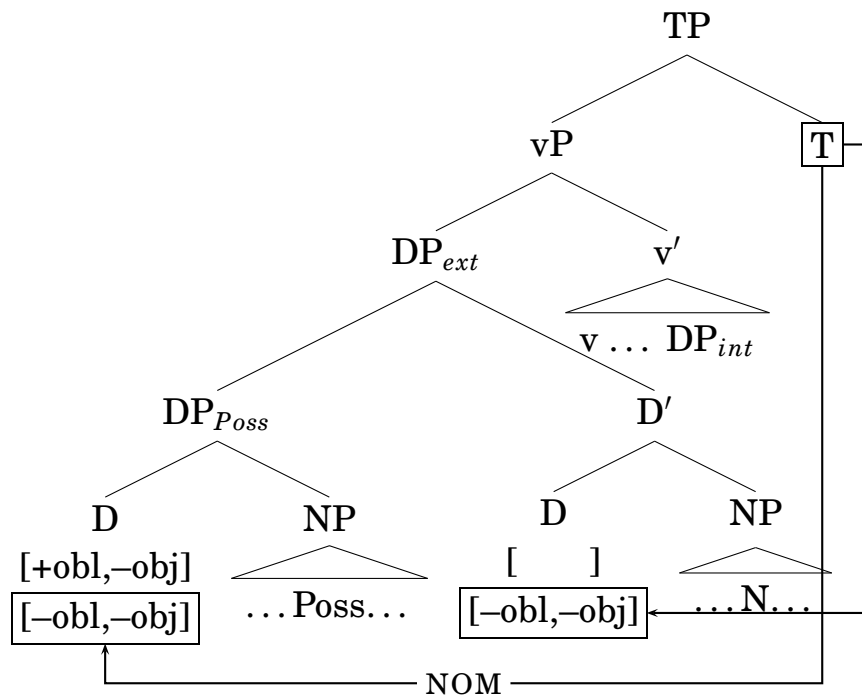 TP
vP T
DP_ext v′
v … DP_int
DP_Poss D′
D NP D NP
[+obl,–obj] [ ]
[–obl,–obj] …Poss… [–obl,–obj] …N…
NOM